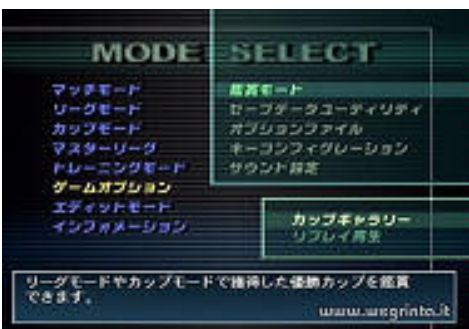 MODE SELECT
マッチモード
リーグモード
カップモード
マスターリーグ
トレーニングモード
ゲームオプション
エディットモード
インフォメーション
鑑賞モード
セーブデータユーティリティ
オプションファイル
キーコンフィグレーション
サウンド設定
カップギャラリー
リプレイ再生
リーグモードやカップモードで獲得した優勝カップを鑑賞
できます。
www.wegrinta.it